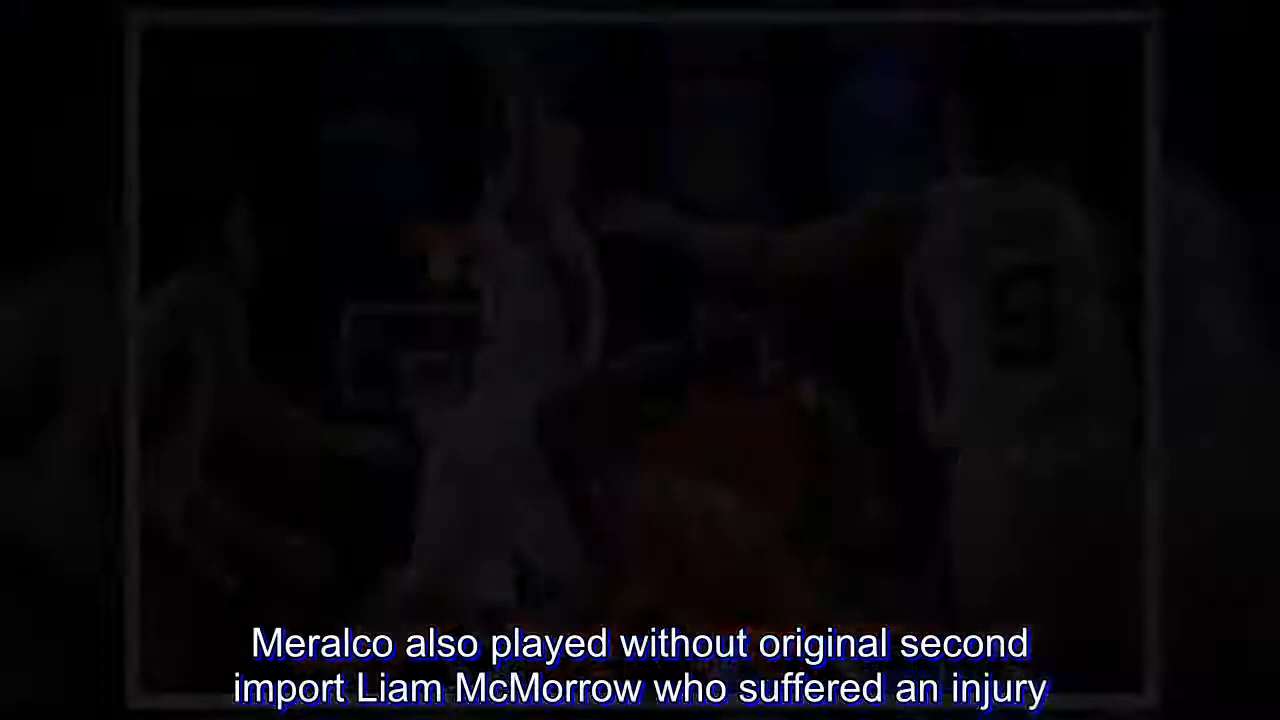 Meralco also played without original second
import Liam McMorrow who suffered an injury